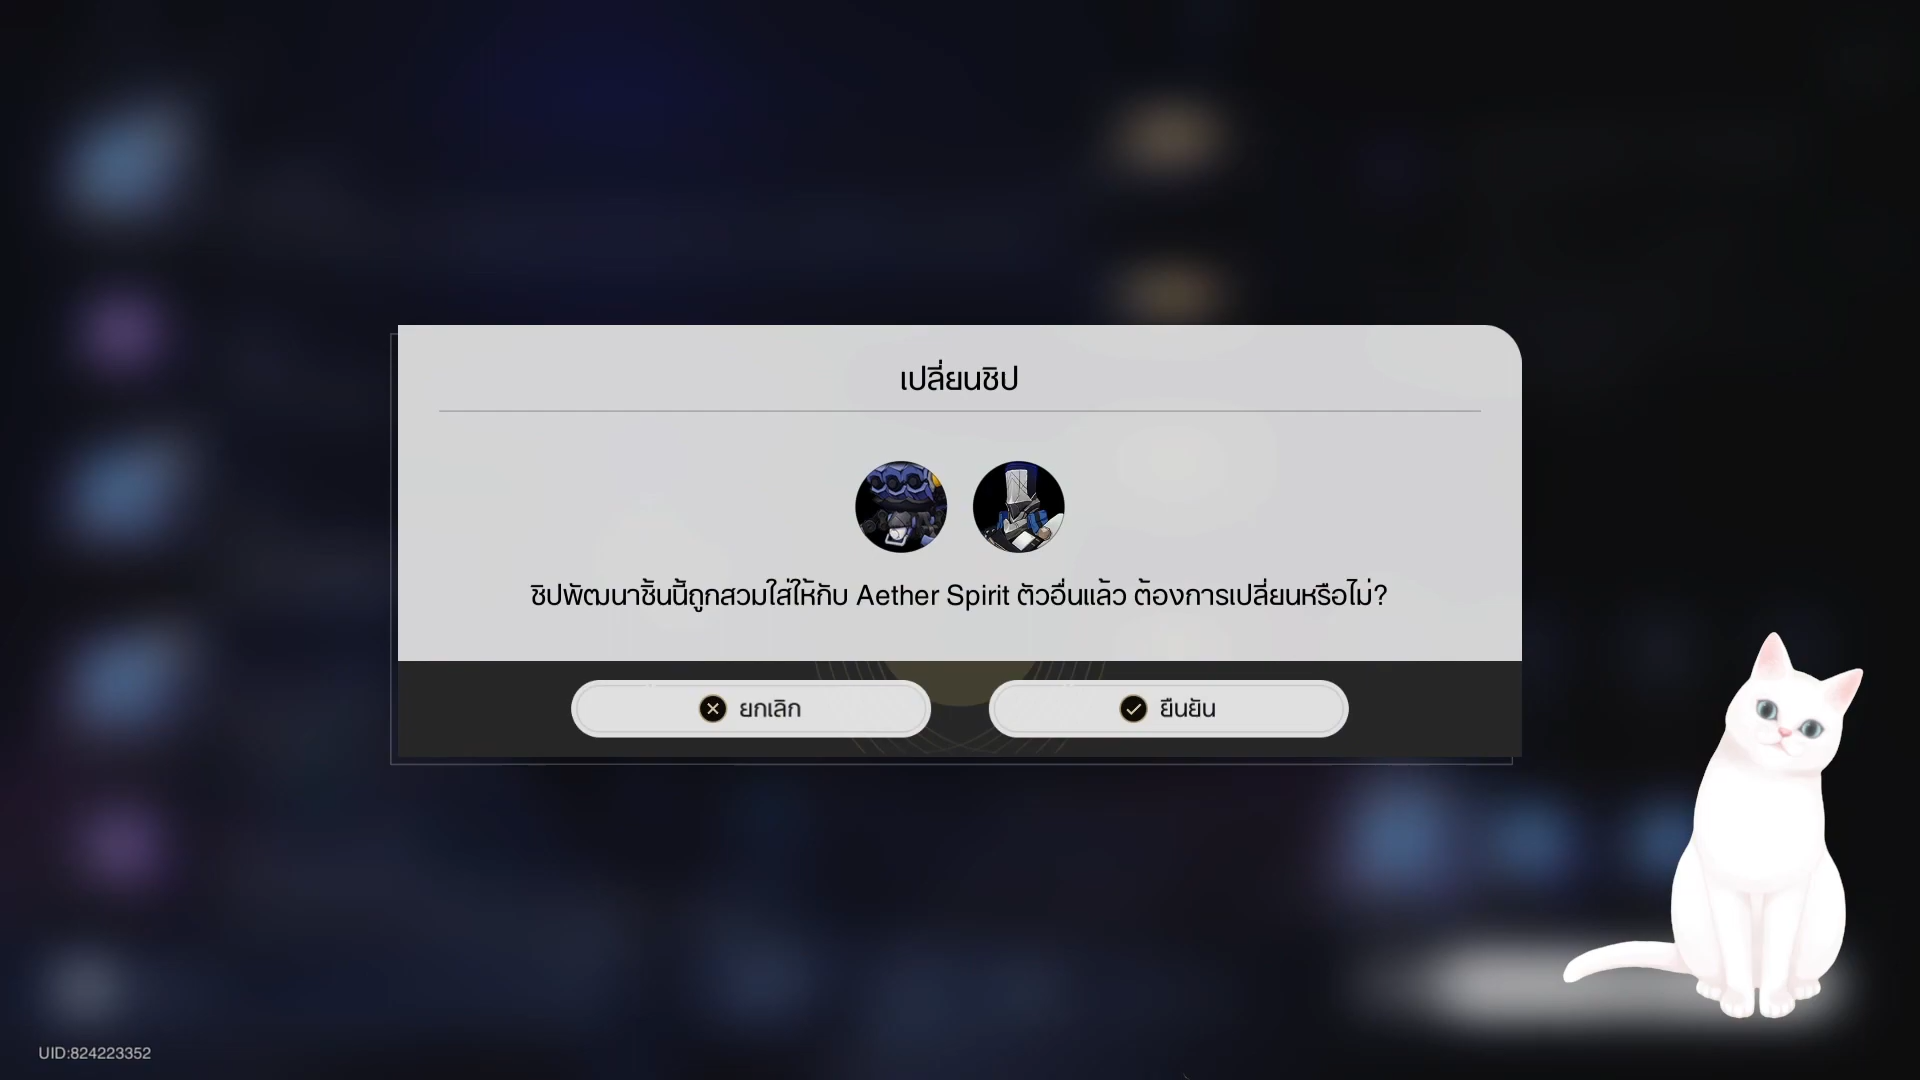 เปลี่ยนชิป
ชิปพัฒนาชิ้นนี้ถูกสวมใส่ให้กับ Aether Spirit ตัวอื่นแล้ว ต้องการเปลี่ยนหรือไม่?
ยกเลิก
ยืนยัน
UID:824223352